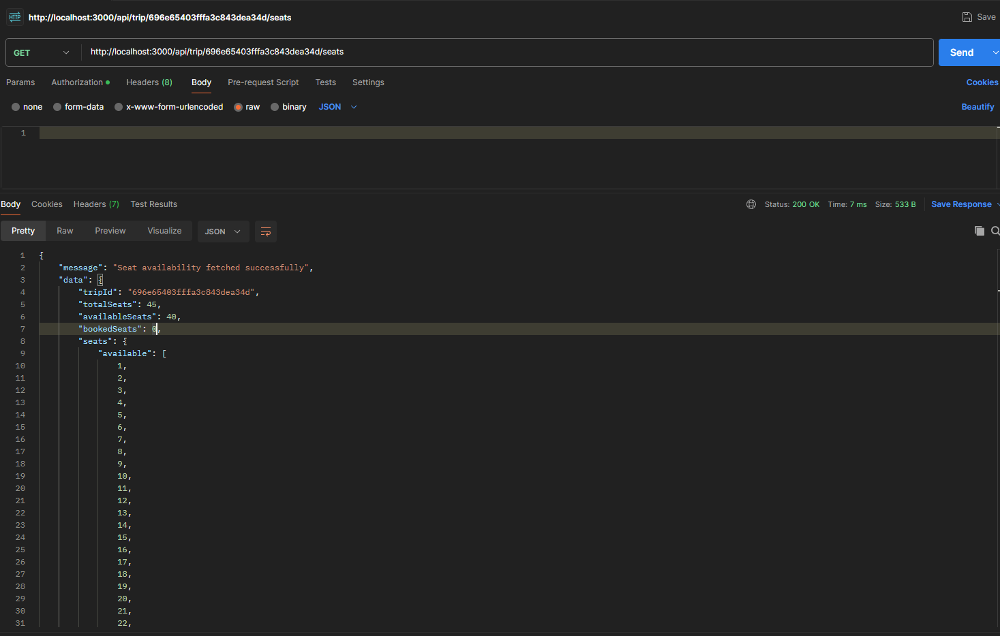 HTTP http://localhost:3000/api/trip/696e65403fffa3c843dea34d/seats Save
GET http://localhost:3000/api/trip/696e65403fffa3c843dea34d/seats Send
Params Authorization Headers (8) Body Pre-request Script Tests Settings Cookies
none form-data x-www-form-urlencoded raw binary JSON Beautify
1
Body Cookies Headers (7) Test Results Status: 200 OK Time: 7 ms Size: 533 B Save Response
Pretty Raw Preview Visualize JSON
1 {
2 "message": "Seat availability fetched successfully",
3 "data": {
4 "tripId": "696e65403fffa3c843dea34d",
5 "totalSeats": 45,
6 "availableSeats": 40,
7 "bookedSeats": 0,
8 "seats": {
9 "available": [
10 1,
11 2,
12 3,
13 4,
14 5,
15 6,
16 7,
17 8,
18 9,
19 10,
20 11,
21 12,
22 13,
23 14,
24 15,
25 16,
26 17,
27 18,
28 19,
29 20,
30 21,
31 22,